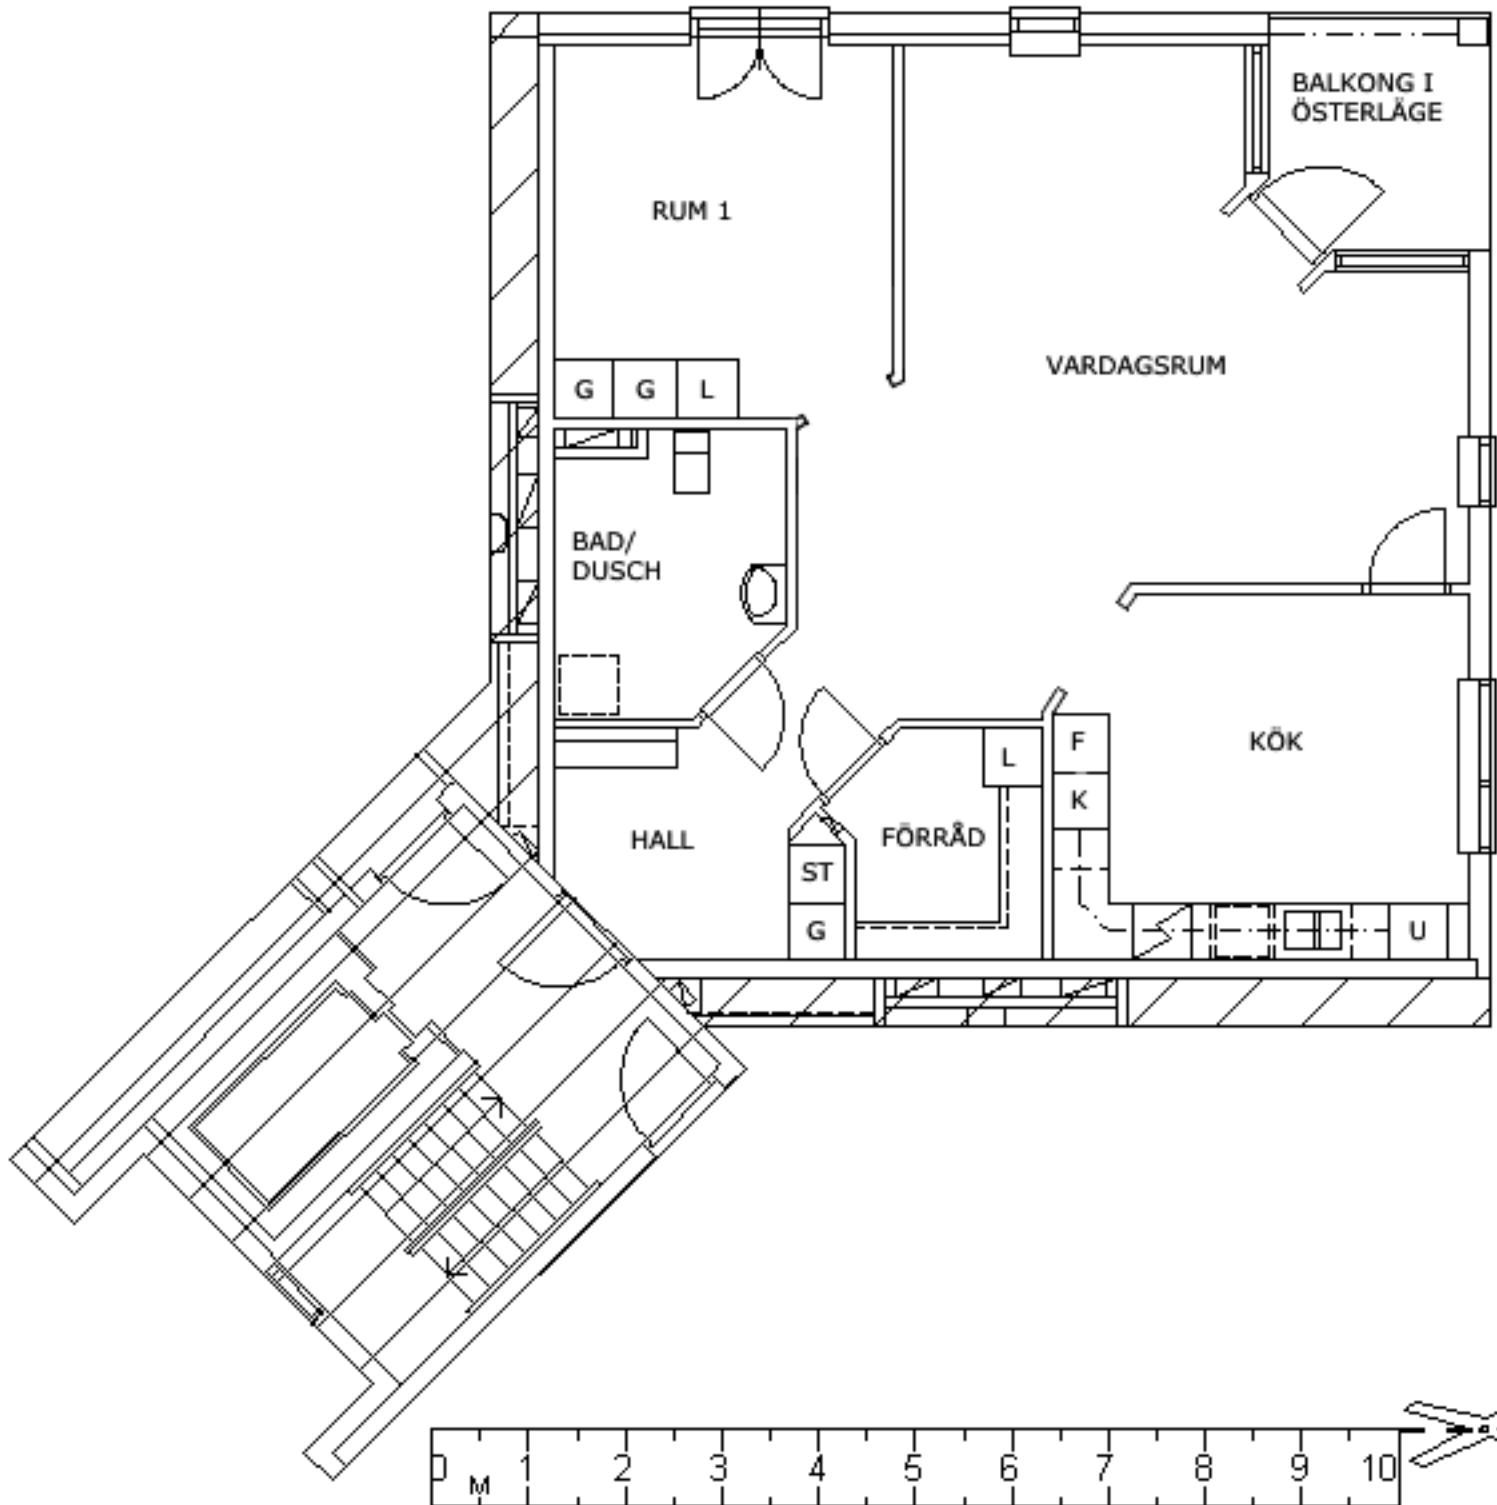 BALKONG I
ÖSTERLÄGE
RUM 1
VARDAGSRUM
G G L
BAD/
DUSCH
F
KÖK
L
K
HALL
FÖRRÅD
ST
G
U
0 1 2 3 4 5 6 7 8 9 10
M